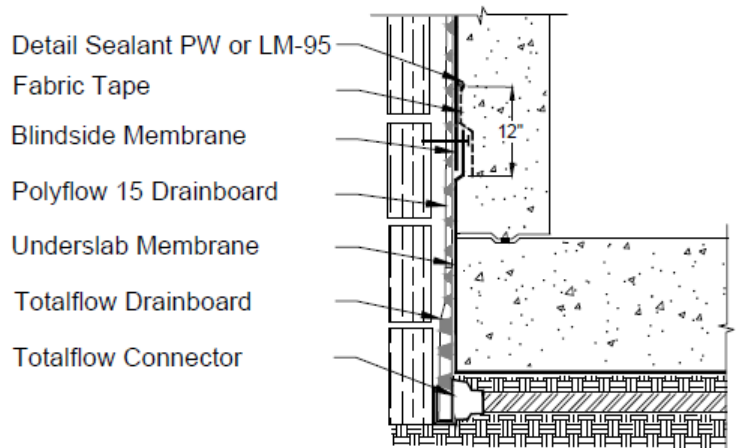 Detail Sealant PW or LM-95
Fabric Tape
12"
Blindside Membrane
Polyflow 15 Drainboard
Underslab Membrane
Totalflow Drainboard
Totalflow Connector